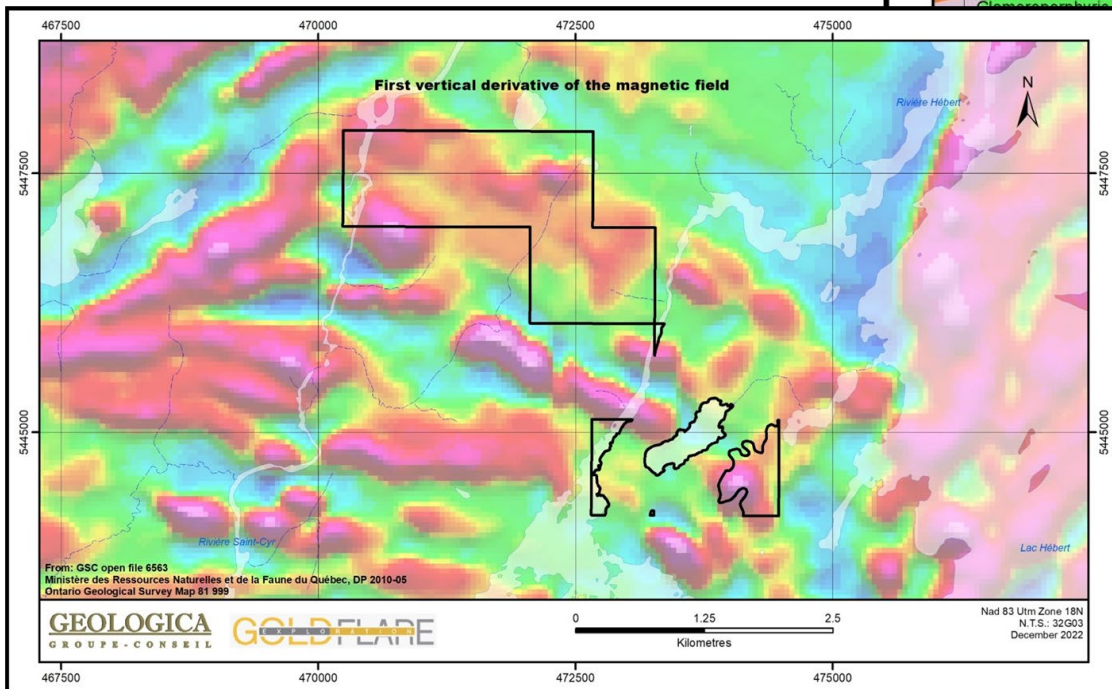 Glomeroporphyric
467500 470000 472500 475000
First vertical derivative of the magnetic field
Rivière Hébert
N
5447500 5447500
5445000 5445000
Rivière Saint-Cyr
Lac Hébert
From: GSC open file 6563
Ministère des Ressources Naturelles et de la Faune du Québec, DP 2010-05
Ontario Geological Survey Map 81 999
GEOLOGICA
GROUPE-CONSEIL
GOLDFLARE
EXPLORATION
0 1.25 2.5
Kilometres
Nad 83 Utm Zone 18N
N.T.S.: 32G03
December 2022
467500 470000 472500 475000